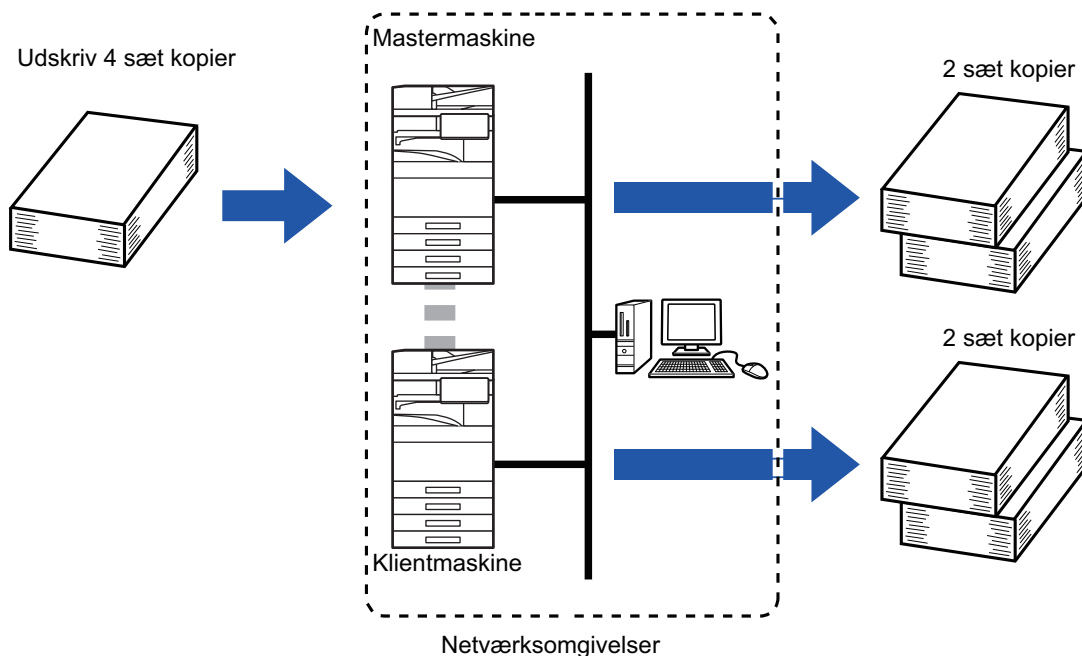 Udskriv 4 sæt kopier
Mastermaskine
2 sæt kopier
2 sæt kopier
Klientmaskine
Netværksomgivelser